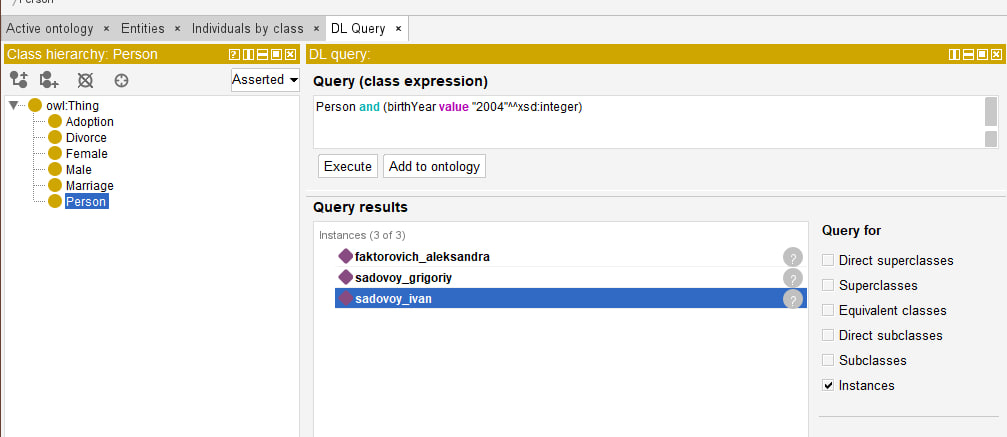 Person
Active ontology × Entities × Individuals by class × DL Query ×
Class hierarchy: Person
Asserted
owl:Thing
Adoption
Divorce
Female
Male
Marriage
Person
DL query:
Query (class expression)
Person and (birthYear value "2004"^^xsd:integer)
Execute
Add to ontology
Query results
Instances (3 of 3)
faktorovich_aleksandra
?
sadovoy_grigoriy
?
sadovoy_ivan
?
Query for
Direct superclasses
Superclasses
Equivalent classes
Direct subclasses
Subclasses
Instances